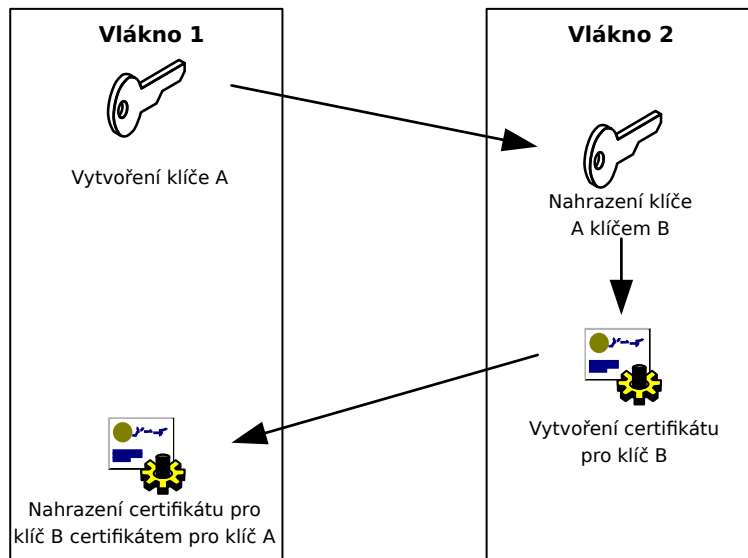 Vlákno 1
Vytvoření klíče A
Nahrazení certifikátu pro
klíč B certifikátem pro klíč A
Vlákno 2
Nahrazení klíče
A klíčem B
Vytvoření certifikátu
pro klíč B